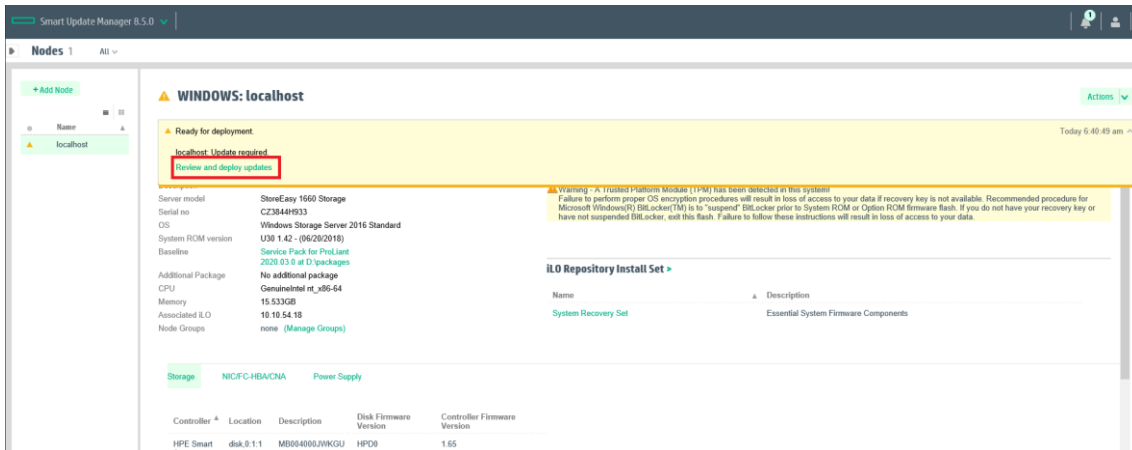 Smart Update Manager 8.5.0
1
Nodes 1 All
+ Add Node
Name
localhost
WINDOWS: localhost
Actions
Ready for deployment.
Today 6:40:49 am
localhost: Update required.
Review and deploy updates
Server model StoreEasy 1660 Storage
Serial no CZ3844H933
OS Windows Storage Server 2016 Standard
System ROM version U30 1.42 - (06/20/2018)
Baseline Service Pack for ProLiant
2020.03.0 at D:\packages
Additional Package No additional package
CPU GenuineIntel nt_x86-64
Memory 15.533GB
Associated iLO 10.10.54.18
Node Groups none (Manage Groups)
Warning - A Trusted Platform Module (TPM) has been detected in this system!
Failure to perform proper OS encryption procedures will result in loss of access to your data if recovery key is not available. Recommended procedure for
Microsoft Windows(R) BitLocker(TM) is to "suspend" BitLocker prior to System ROM or Option ROM firmware flash. If you do not have your recovery key or
have not suspended BitLocker, exit this flash. Failure to follow these instructions will result in loss of access to your data.
iLO Repository Install Set >
Name Description
System Recovery Set Essential System Firmware Components
Storage NIC/FC-HBA/CNA Power Supply
Controller Location Description Disk Firmware
Version Controller Firmware
Version
HPE Smart disk.0:1:1 MB004000JWKGU HPD0 1.65